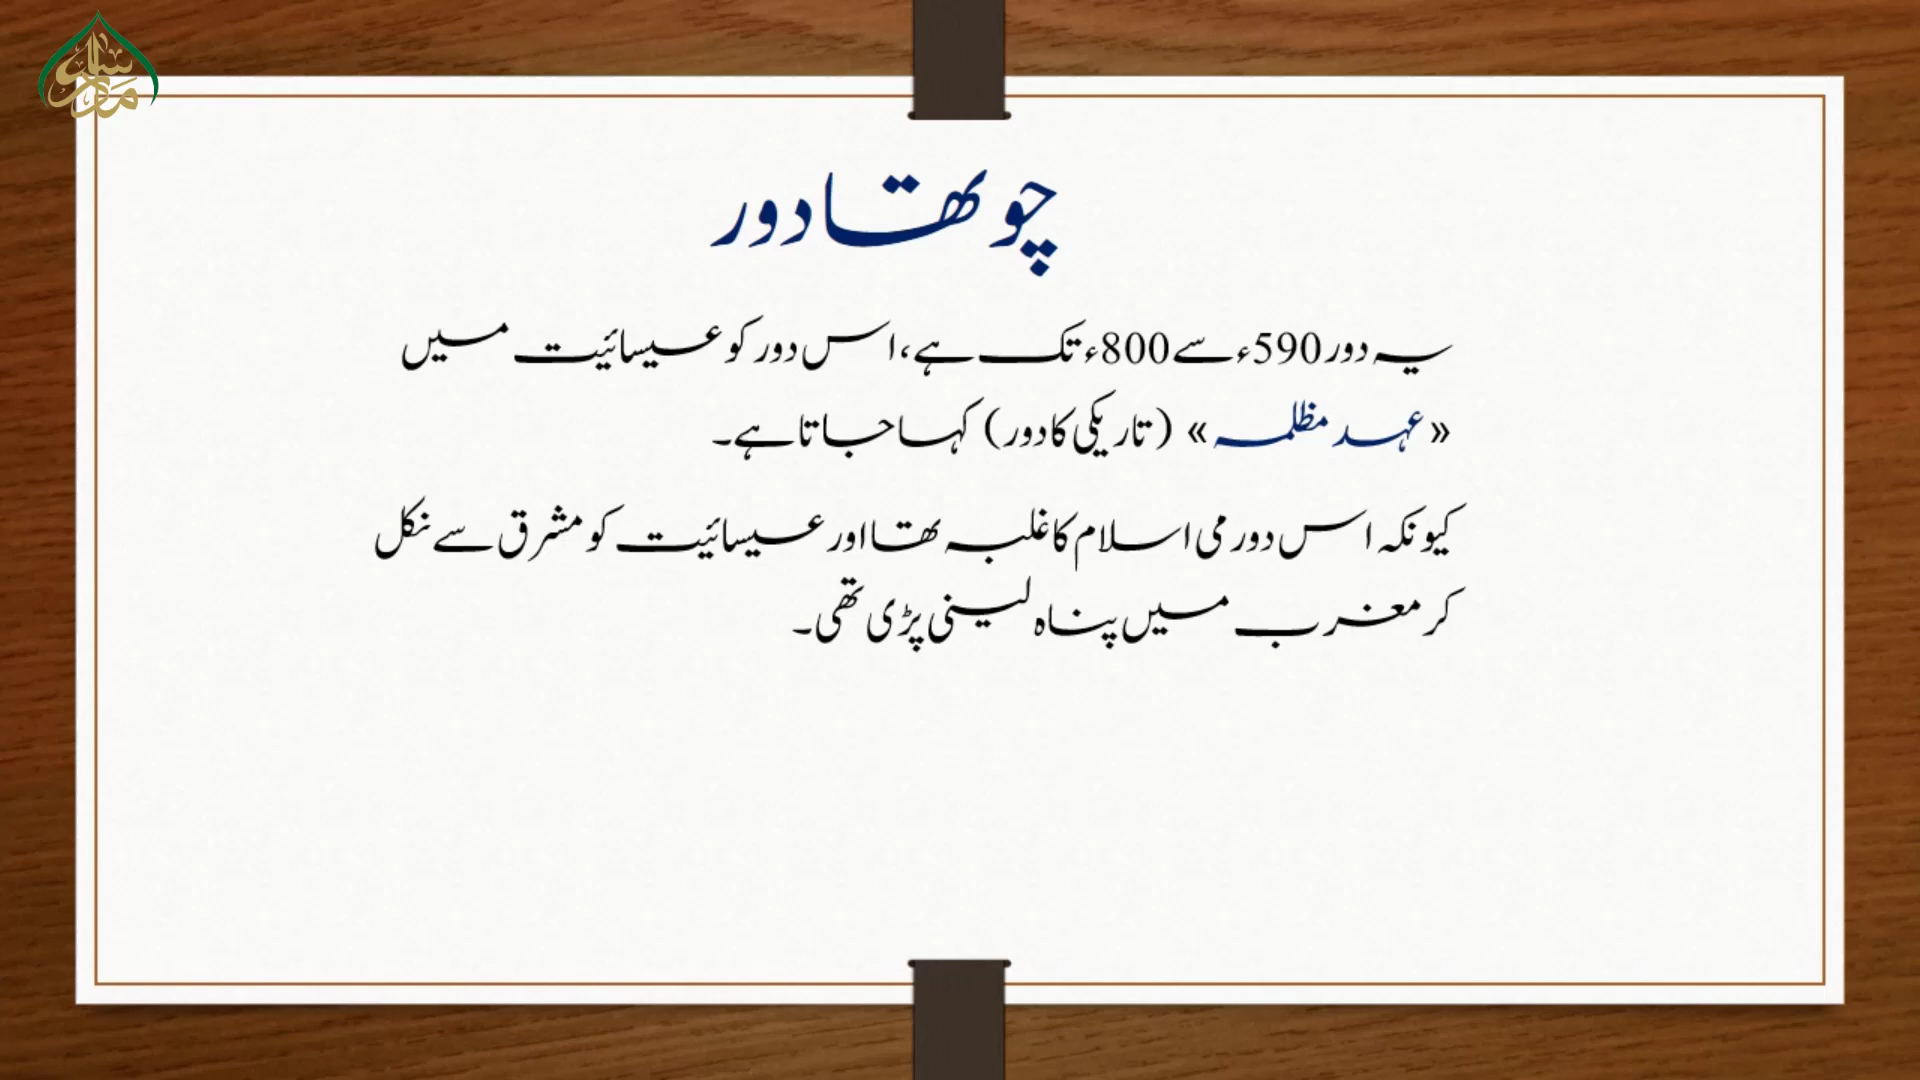 چوتھا دور
یہ دور 590ء سے 800ء تک ہے، اس دور کو عیسائیت میں
«عہد مظلمہ» (تاریکی کا دور) کہا جاتا ہے۔
کیونکہ اس دور می اسلام کا غلبہ تھا اور عیسائیت کو مشرق سے نکل
کر مغرب میں پناہ لینی پڑی تھی۔